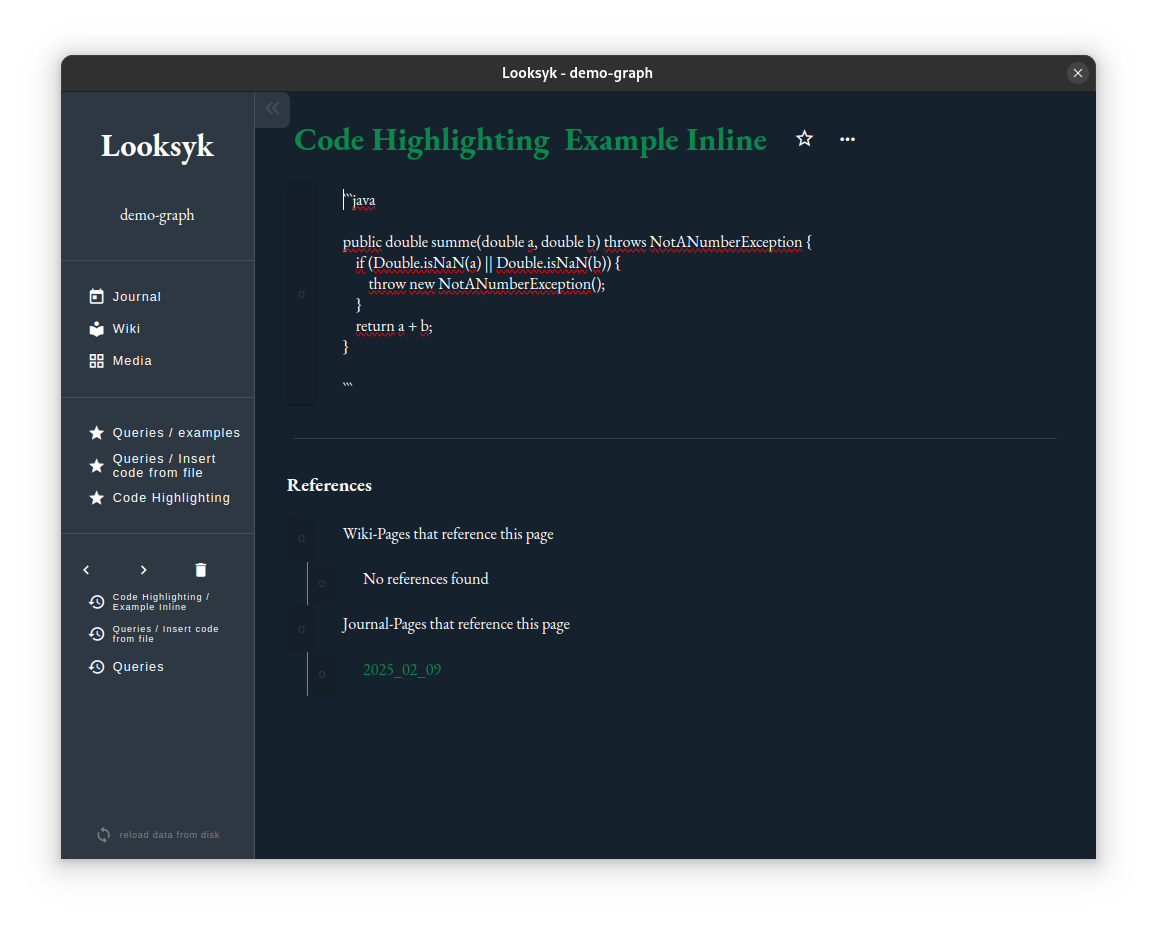 Looksyk - demo-graph
Looksyk
demo-graph
Journal
Wiki
Media
Queries / examples
Queries / Insert
code from file
Code Highlighting
Code Highlighting /
Example Inline
Queries / Insert code
from file
Queries
reload data from disk
Code Highlighting Example Inline
```java
public double summe(double a, double b) throws NotANumberException {
    if (Double.isNaN(a) || Double.isNaN(b)) {
        throw new NotANumberException();
    }
    return a + b;
}
```
References
Wiki-Pages that reference this page
No references found
Journal-Pages that reference this page
2025_02_09